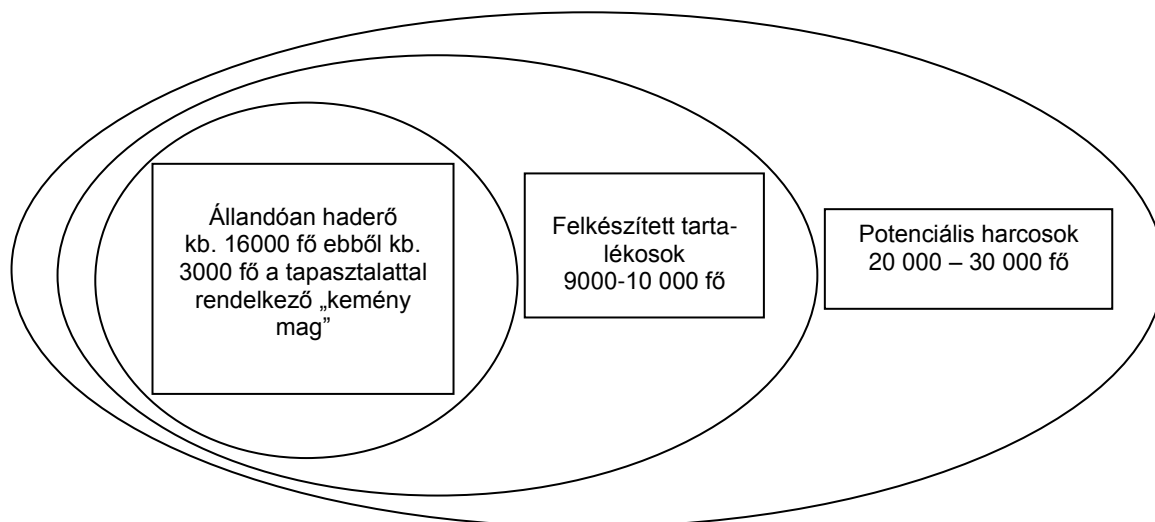 Állandóan haderő
kb. 16000 fő ebből kb.
3000 fő a tapasztalattal
rendelkező „kemény
mag”
Felkészített tarta-
lékosok
9000-10 000 fő
Potenciális harcosok
20 000 – 30 000 fő